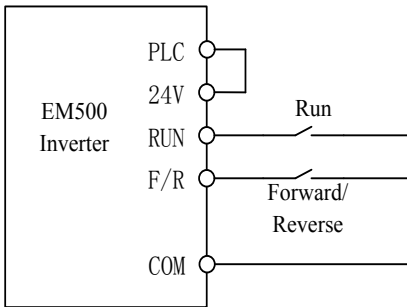 PLC
24V
EM500
Inverter
RUN
Run
F/R
Forward/
Reverse
COM